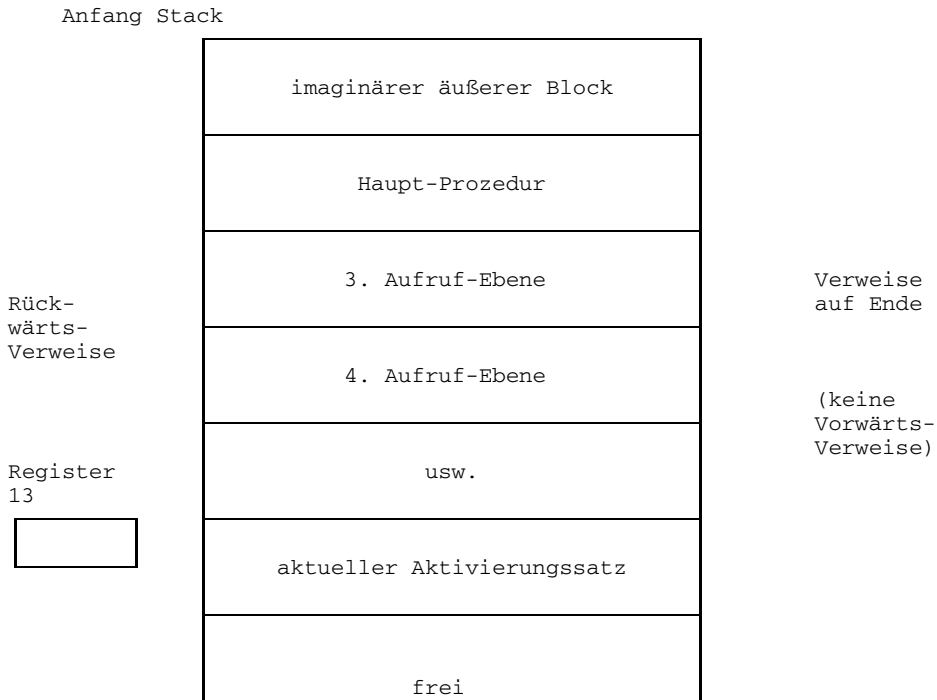 Anfang Stack
imaginärer äußerer Block
Haupt-Prozedur
3. Aufruf-Ebene
Verweise
auf Ende
Rück-
wärts-
Verweise
4. Aufruf-Ebene
(keine
Vorwärts-
Verweise)
Register
13
usw.
aktueller Aktivierungssatz
frei